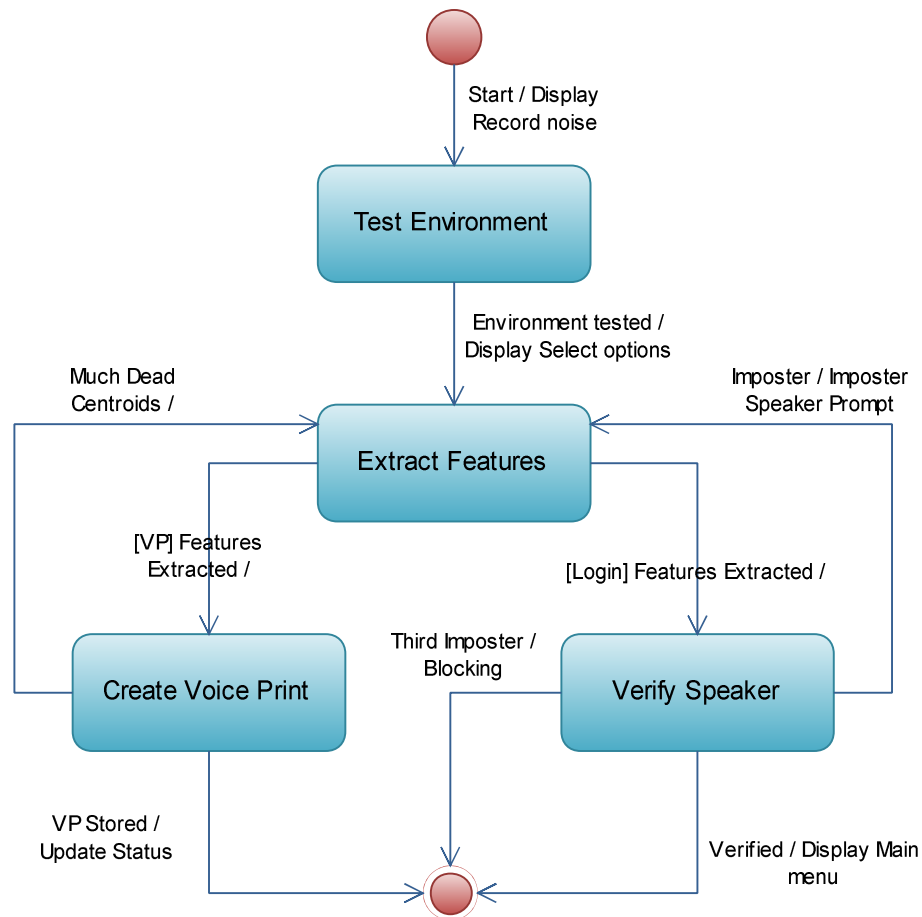 Start / Display
Record noise
Test Environment
Environment tested /
Display Select options
Much Dead
Centroids /
Imposter / Imposter
Speaker Prompt
Extract Features
[VP] Features
Extracted /
[Login] Features Extracted /
Third Imposter /
Blocking
Create Voice Print
Verify Speaker
VP Stored /
Update Status
Verified / Display Main
menu